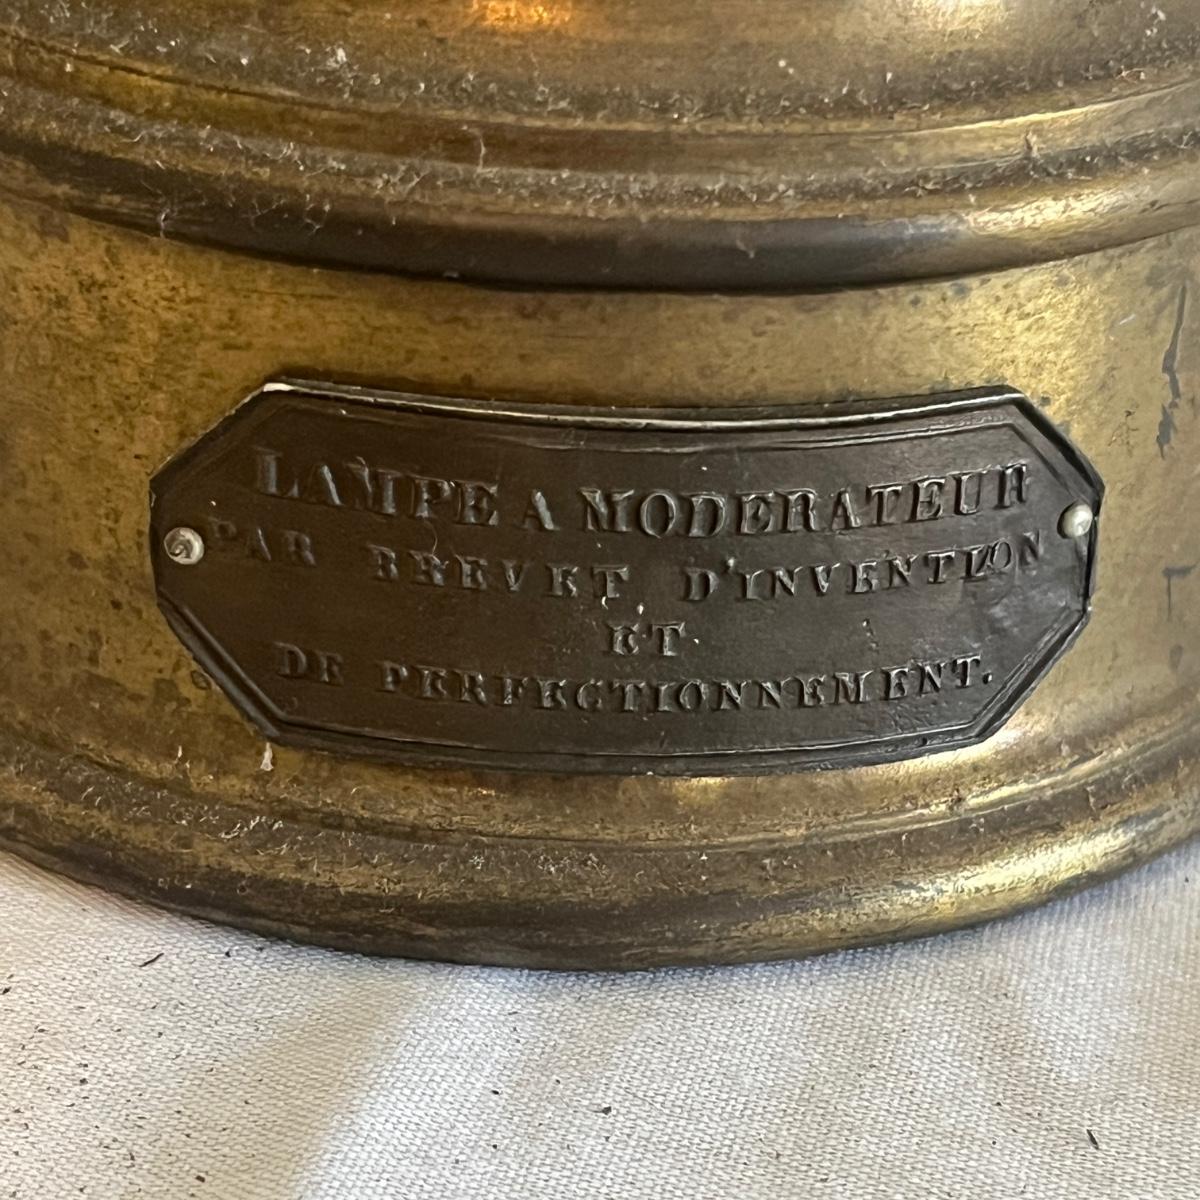 LAMPE A MODERATEUR
PAR BREVET D'INVENTION
ET
DE PERFECTIONNEMENT.